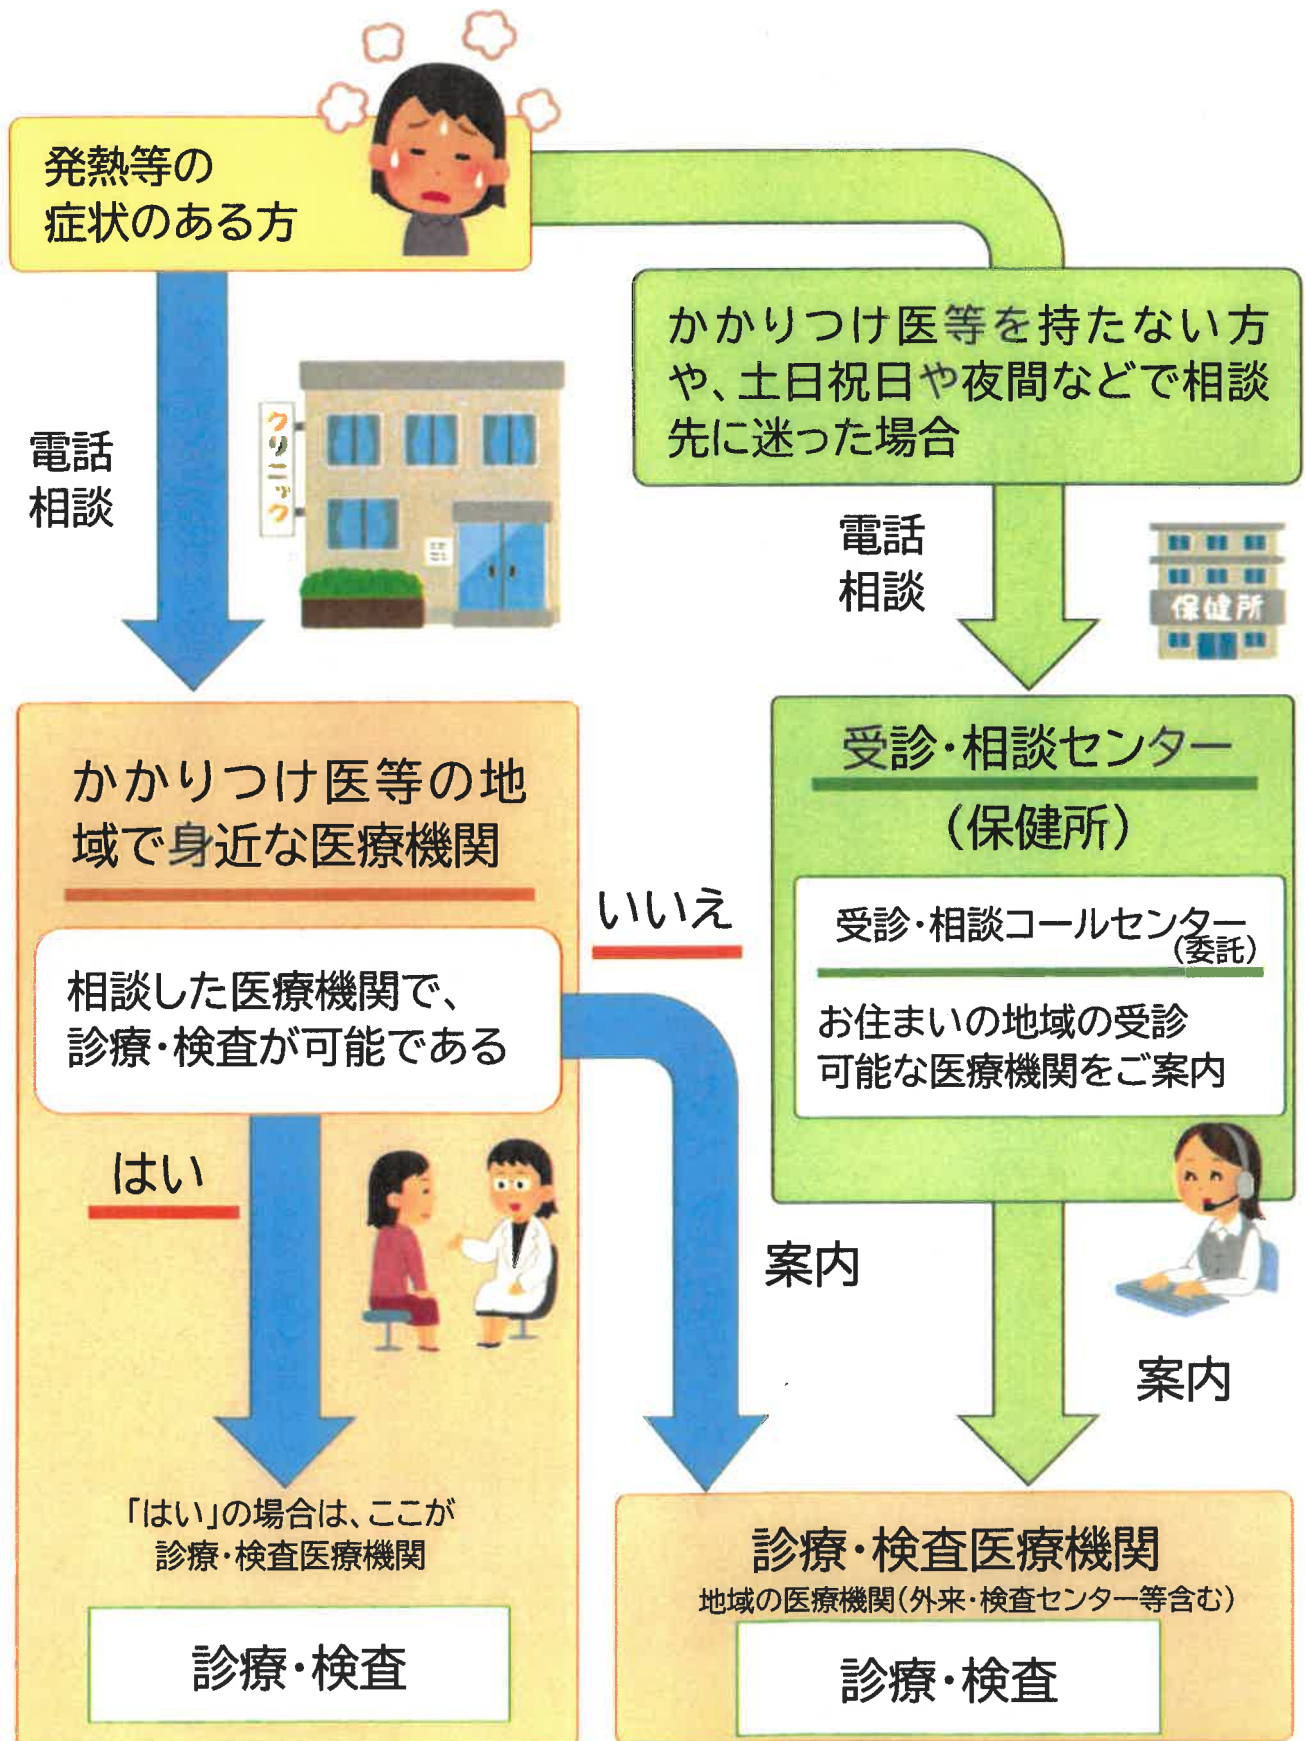 発熱等の
症状のある方
かかりつけ医等を持たない方
や、土日祝日や夜間などで相談
先に迷った場合
電話
相談
クリニック
電話
相談
保健所
かかりつけ医等の地
域で身近な医療機関
受診・相談センター
(保健所)
いいえ
受診・相談コールセンター
(委託)
相談した医療機関で、
診療・検査が可能である
お住まいの地域の受診
可能な医療機関をご案内
はい
案内
案内
「はい」の場合は、ここが
診療・検査医療機関
診療・検査
診療・検査医療機関
地域の医療機関(外来・検査センター等含む)
診療・検査